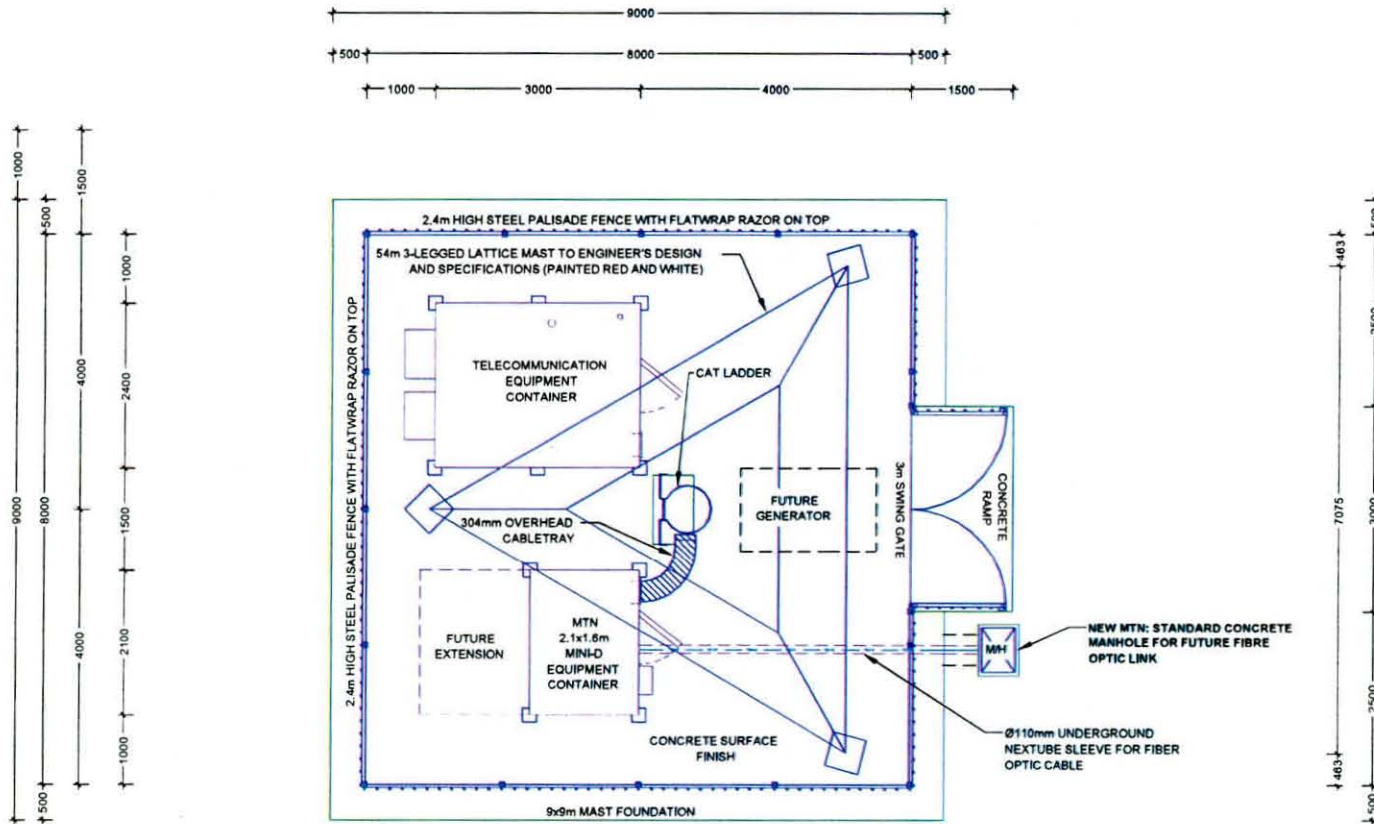 9000
500
8000
500
1000
3000
4000
1500
9000
1000
500
8000
500
1500
4000
4000
1000
2400
1500
2100
1000
2.4m HIGH STEEL PALISADE FENCE WITH FLATWRAP RAZOR ON TOP
54m 3-LEGGED LATTICE MAST TO ENGINEER'S DESIGN
AND SPECIFICATIONS (PAINTED RED AND WHITE)
2.4m HIGH STEEL PALISADE FENCE WITH FLATWRAP RAZOR ON TOP
TELECOMMUNICATION
EQUIPMENT
CONTAINER
CAT LADDER
304mm OVERHEAD
CABLETRAY
FUTURE
GENERATOR
3m SWING GATE
CONCRETE
RAMP
FUTURE
EXTENSION
MTN
2.1x1.6m
MINI-D
EQUIPMENT
CONTAINER
M/H
NEW MTN: STANDARD CONCRETE
MANHOLE FOR FUTURE FIBRE
OPTIC LINK
Ø110mm UNDERGROUND
NEXTUBE SLEEVE FOR FIBER
OPTIC CABLE
CONCRETE SURFACE
FINISH
9x9m MAST FOUNDATION
463
7075
463
500
2500
3000
2500
500